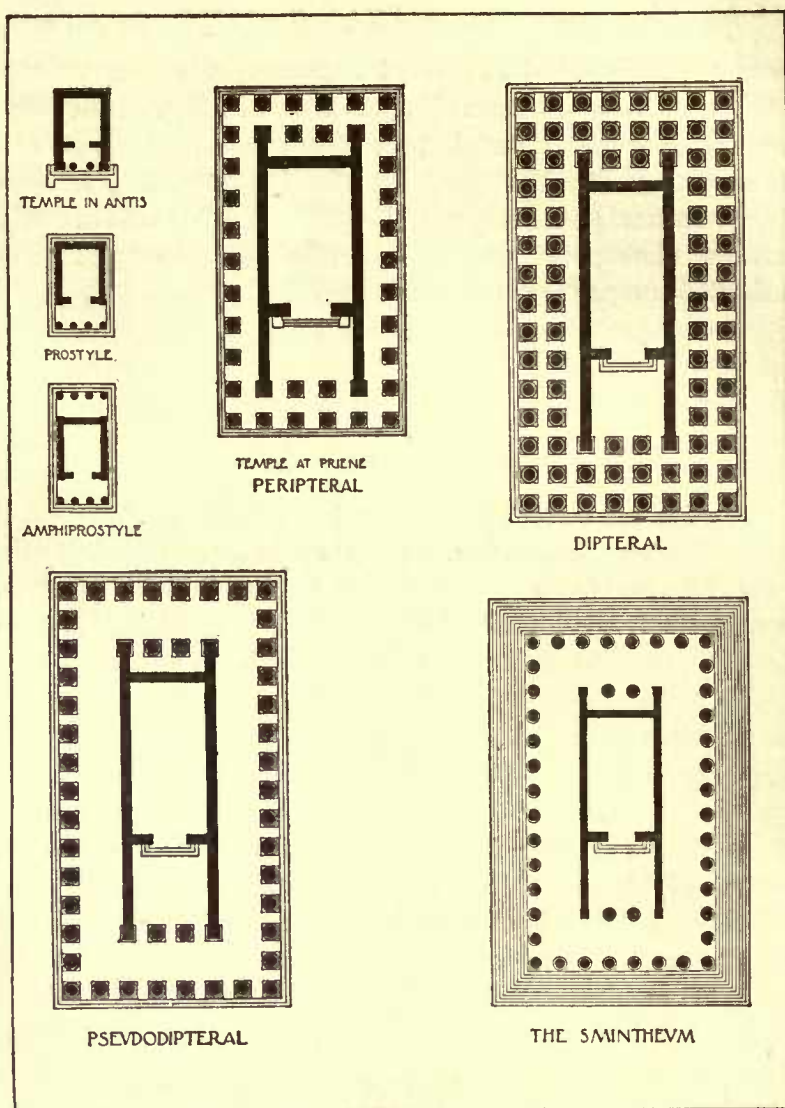 TEMPLE IN ANTIS
PROSTYLE.
AMPHIPROSTYLE
TEMPLE AT PRIENE
PERIPTERAL
DIPTERAL
PSEVDODIPTERAL
THE SMINTHEVM